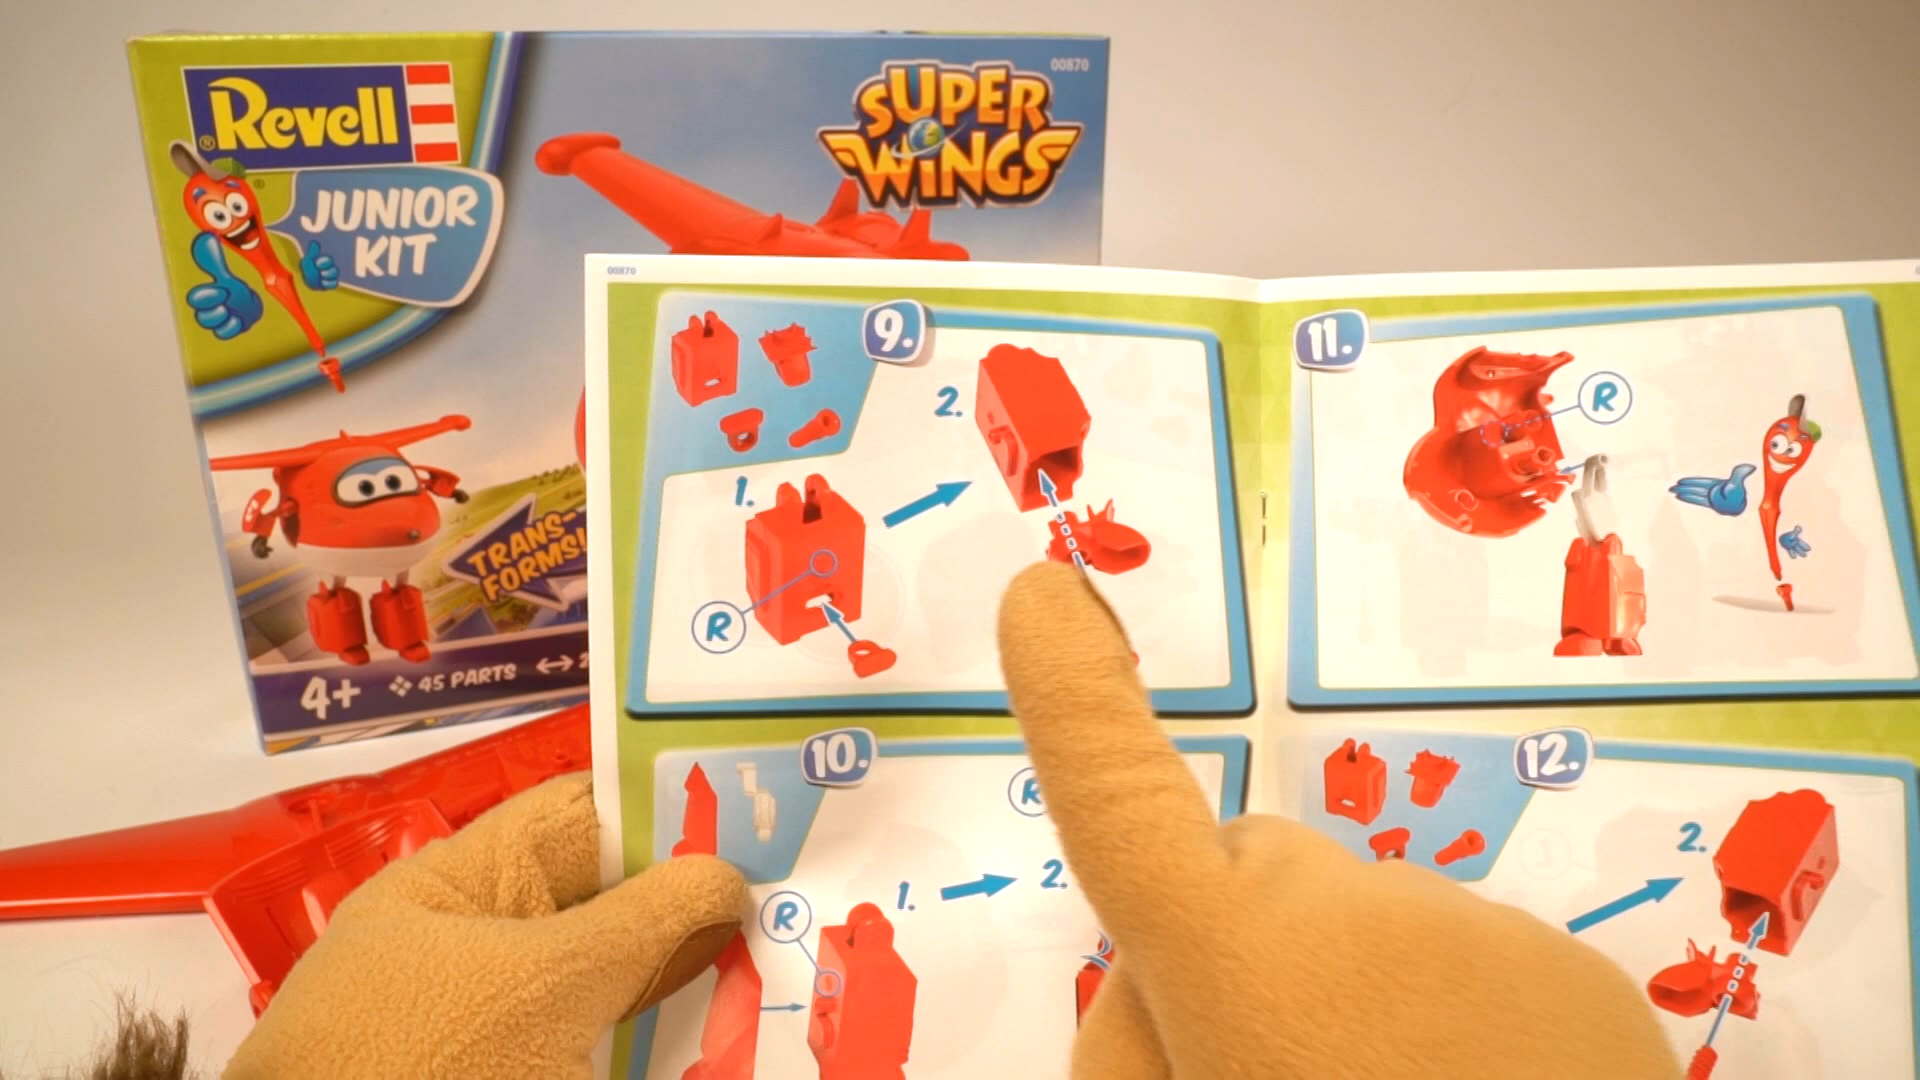 Revell
®
JUNIOR
KIT
®
SUPER
WINGS
00870
TRANS-
FORMS!
4+
45 PARTS
00870
9.
1.
2.
R
10.
R
1.
2.
R
11.
R
12.
2.